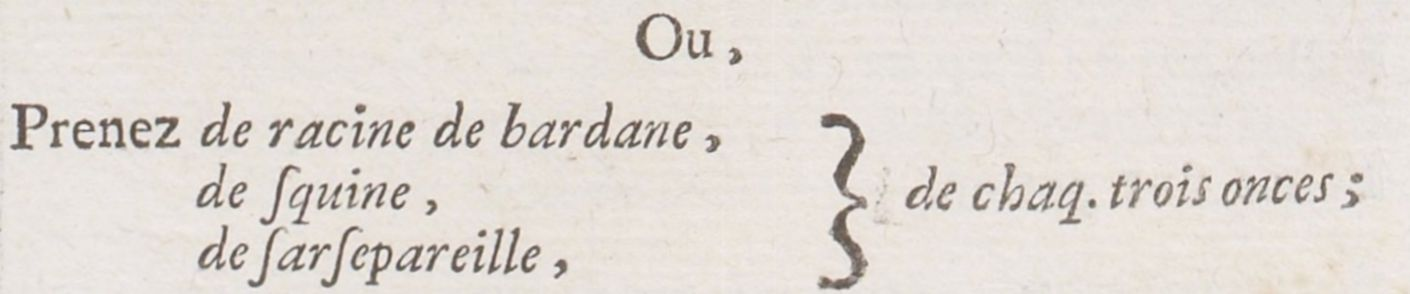 Ou,
Prenez de racine de bardane,
de ſquine,
de ſarſepareille,
} de chaq. trois onces;